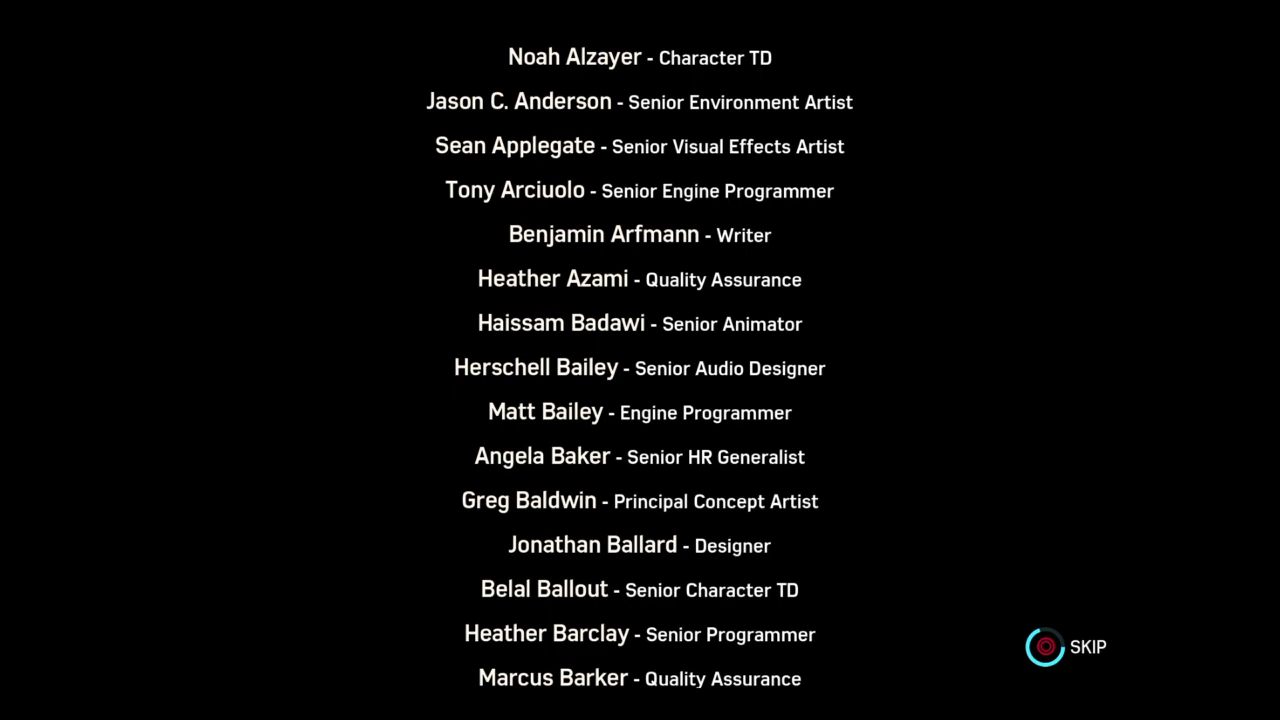 Noah Alzayer - Character TD
Jason C. Anderson - Senior Environment Artist
Sean Applegate - Senior Visual Effects Artist
Tony Arciuolo - Senior Engine Programmer
Benjamin Arfmann - Writer
Heather Azami - Quality Assurance
Haissam Badawi - Senior Animator
Herschell Bailey - Senior Audio Designer
Matt Bailey - Engine Programmer
Angela Baker - Senior HR Generalist
Greg Baldwin - Principal Concept Artist
Jonathan Ballard - Designer
Belal Ballout - Senior Character TD
Heather Barclay - Senior Programmer
SKIP
Marcus Barker - Quality Assurance